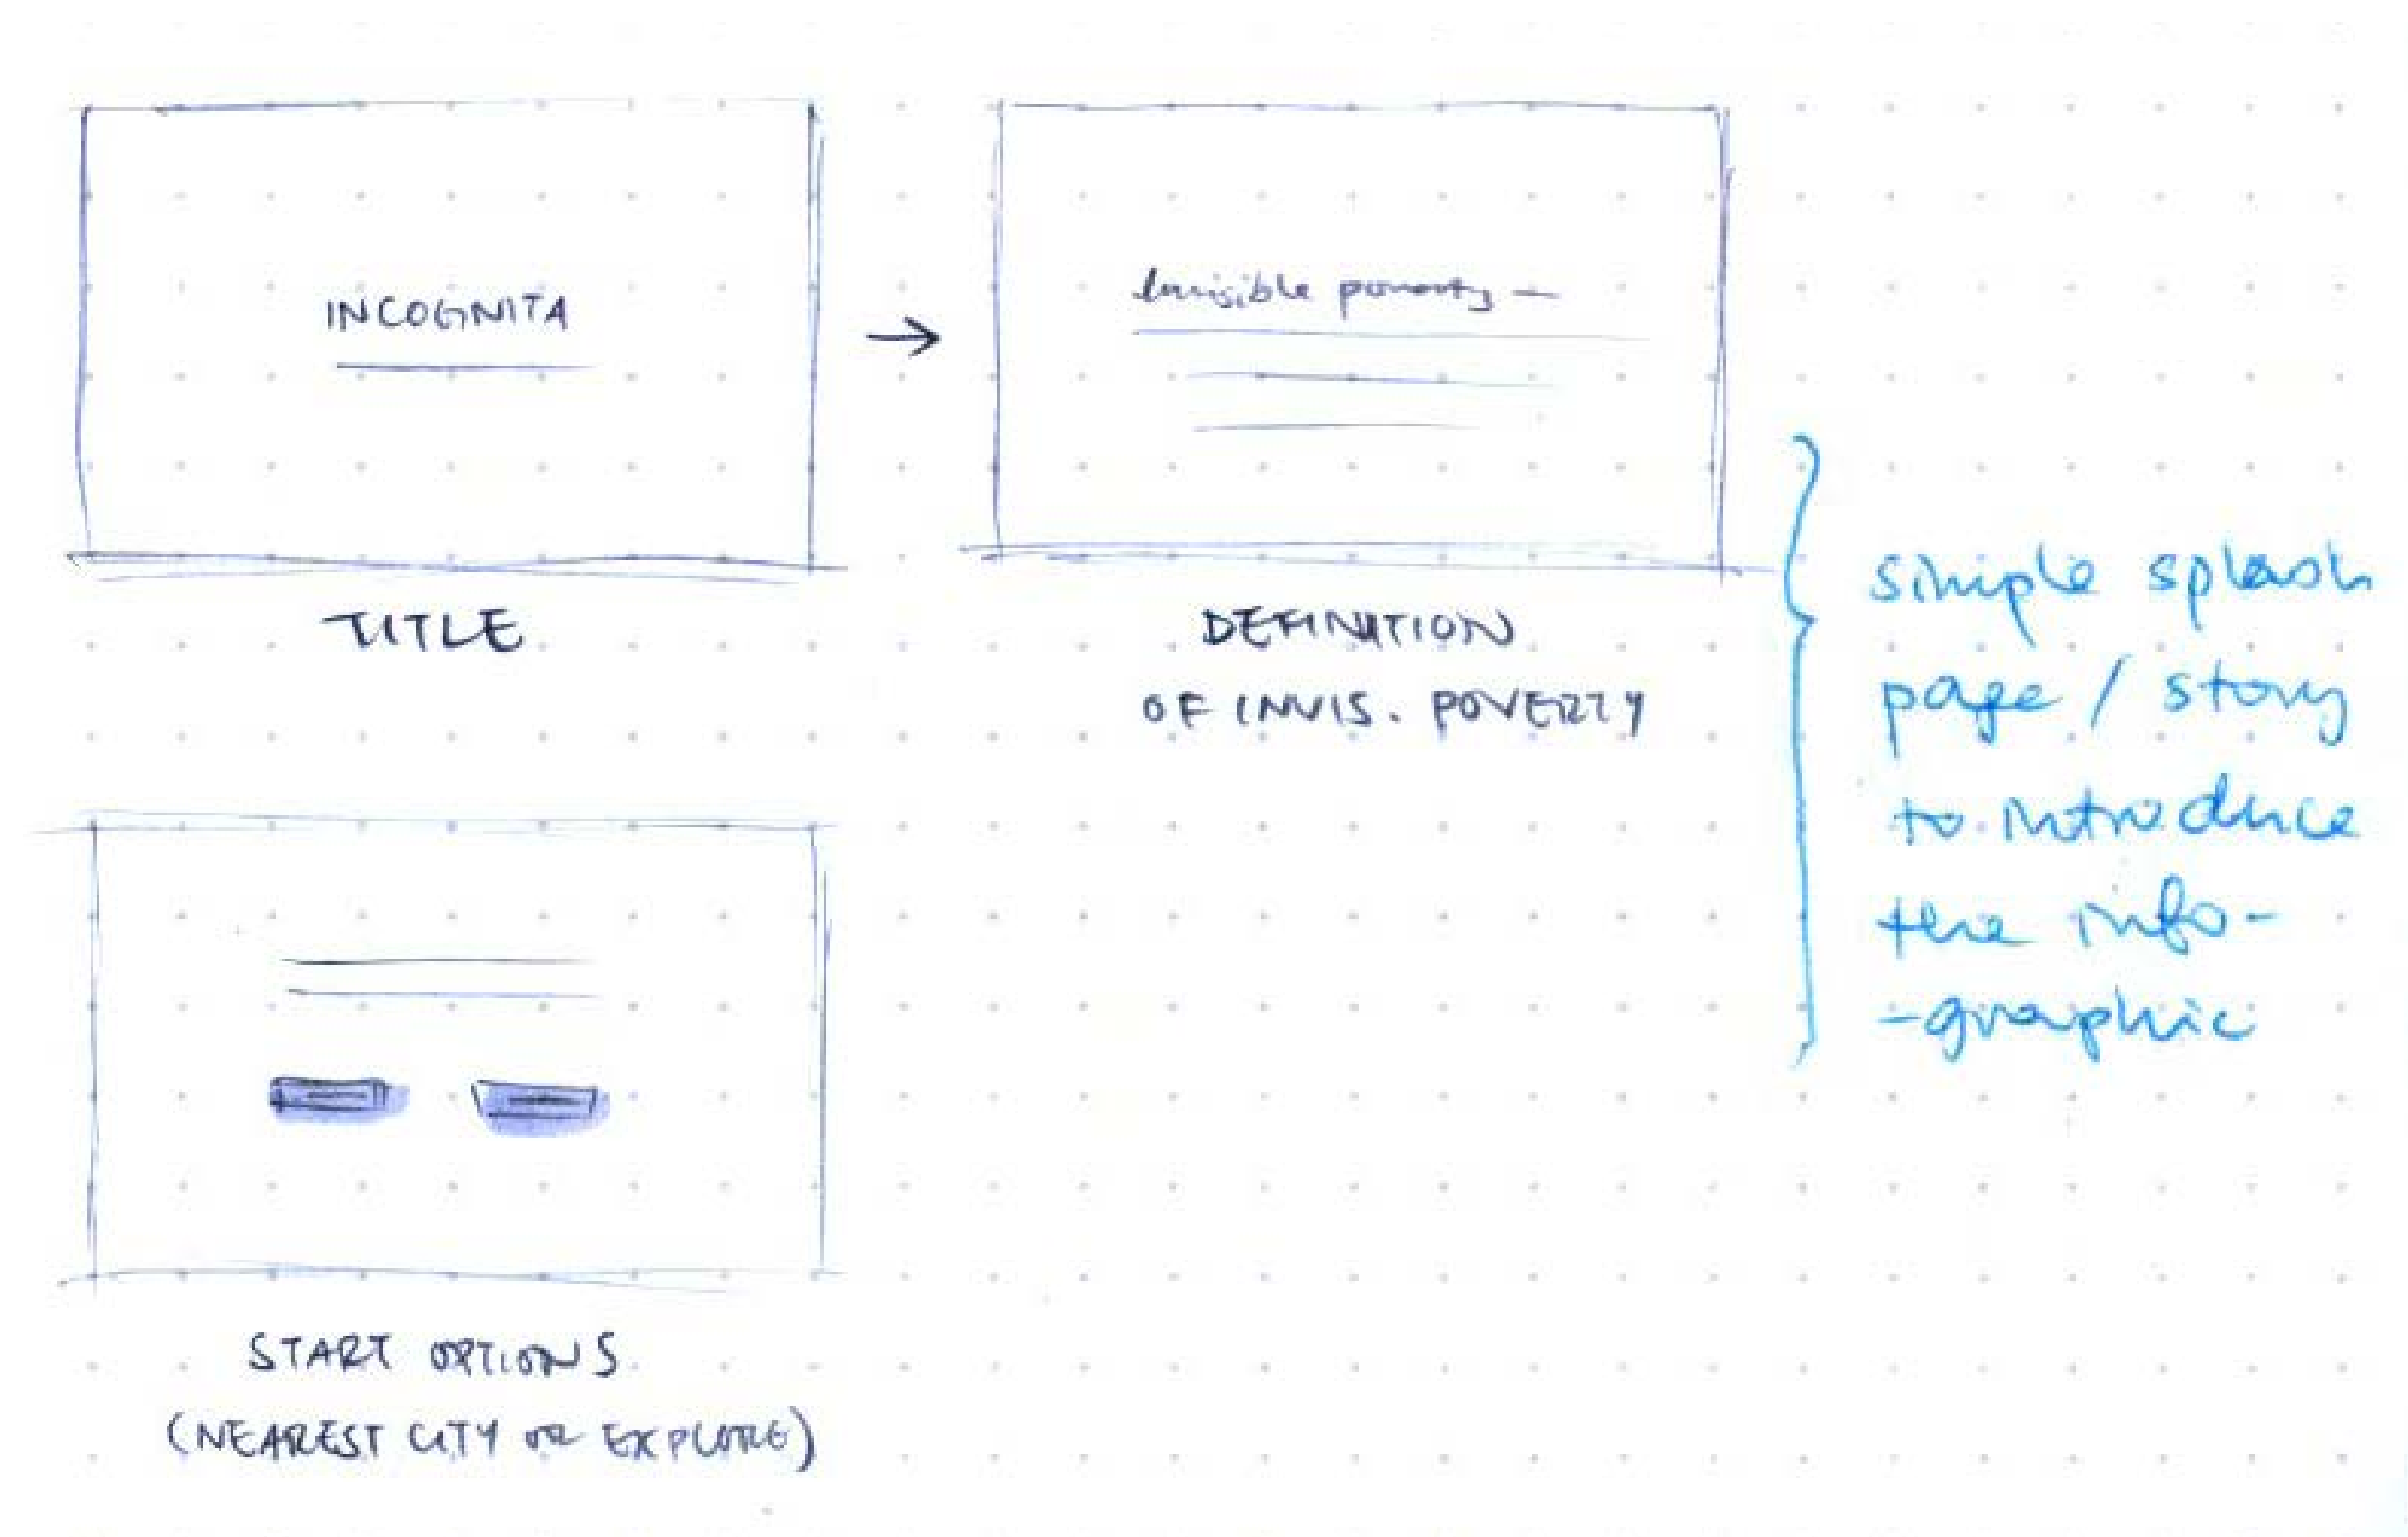 INCOGNITA
→
Invisible poverty —
TITLE
DEFINITION
OF INVIS. POVERTY
simple splash
page / story
to introduce
the info-
-graphic
START OPTIONS
(NEAREST CITY OR EXPLORE)